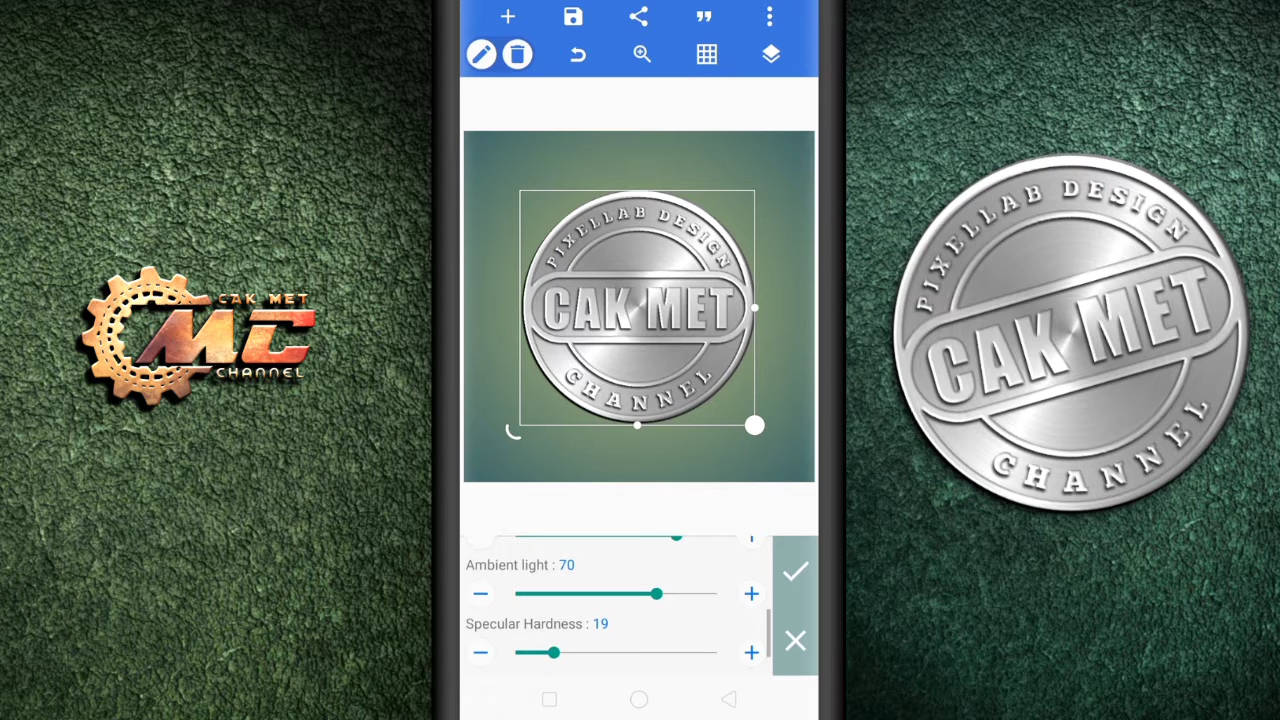 CAK MET
MC
CHANNEL
PIXELLAB DESIGN
CAK MET
CHANNEL
Ambient light : 70
Specular Hardness : 19
PIXELLAB DESIGN
CAK MET
CHANNEL